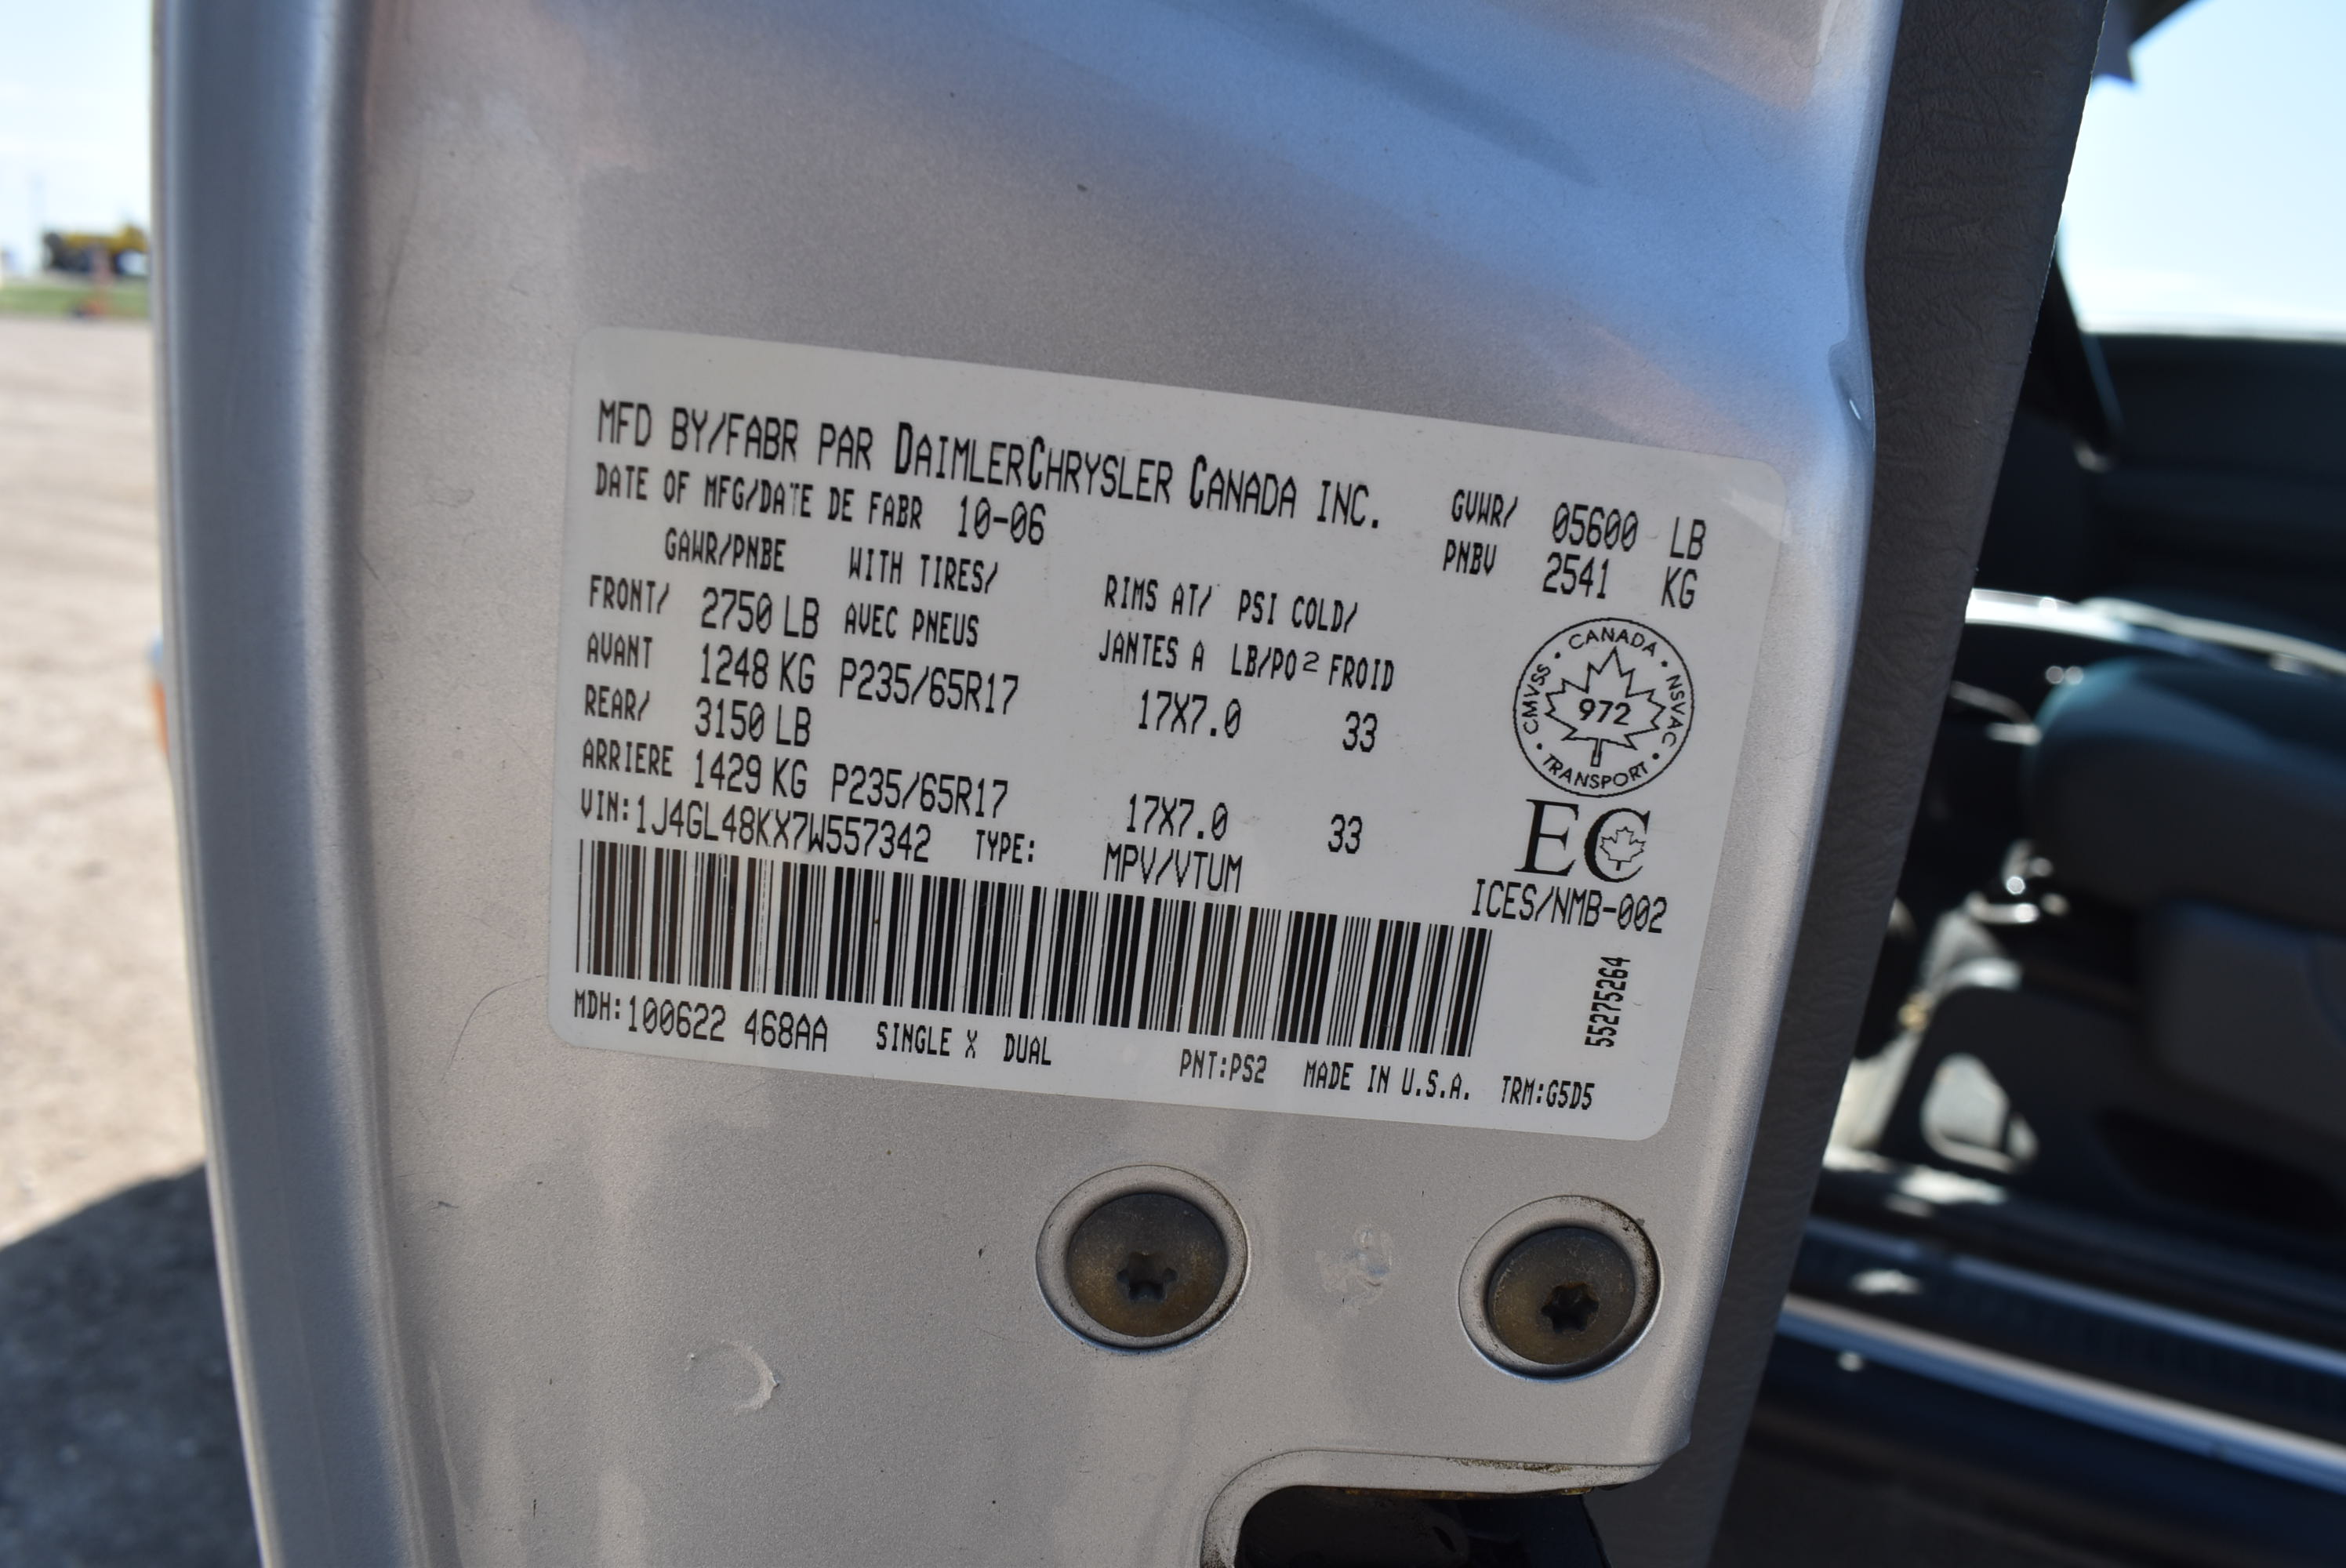 MFD BY/FABR PAR DAIMLERCHRYSLER CANADA INC.
DATE OF MFG/DATE DE FABR 10-06
GVWR/ 05600 LB
PNBV 2541 KG
GAWR/PNBE WITH TIRES/ RIMS AT/ PSI COLD/
FRONT/ 2750 LB AVEC PNEUS JANTES A LB/PO² FROID
AVANT 1248 KG P235/65R17 17X7.0 33
REAR/ 3150 LB
ARRIERE 1429 KG P235/65R17 17X7.0 33
CANADA • NSVAC • TRANSPORT • CMVSS •
972
VIN:1J4GL48KX7W557342 TYPE: MPV/VTUM
EC
ICES/NMB-002
55275264
MDH:100622 468AA SINGLE X DUAL PNT:PS2 MADE IN U.S.A. TRM:G5D5